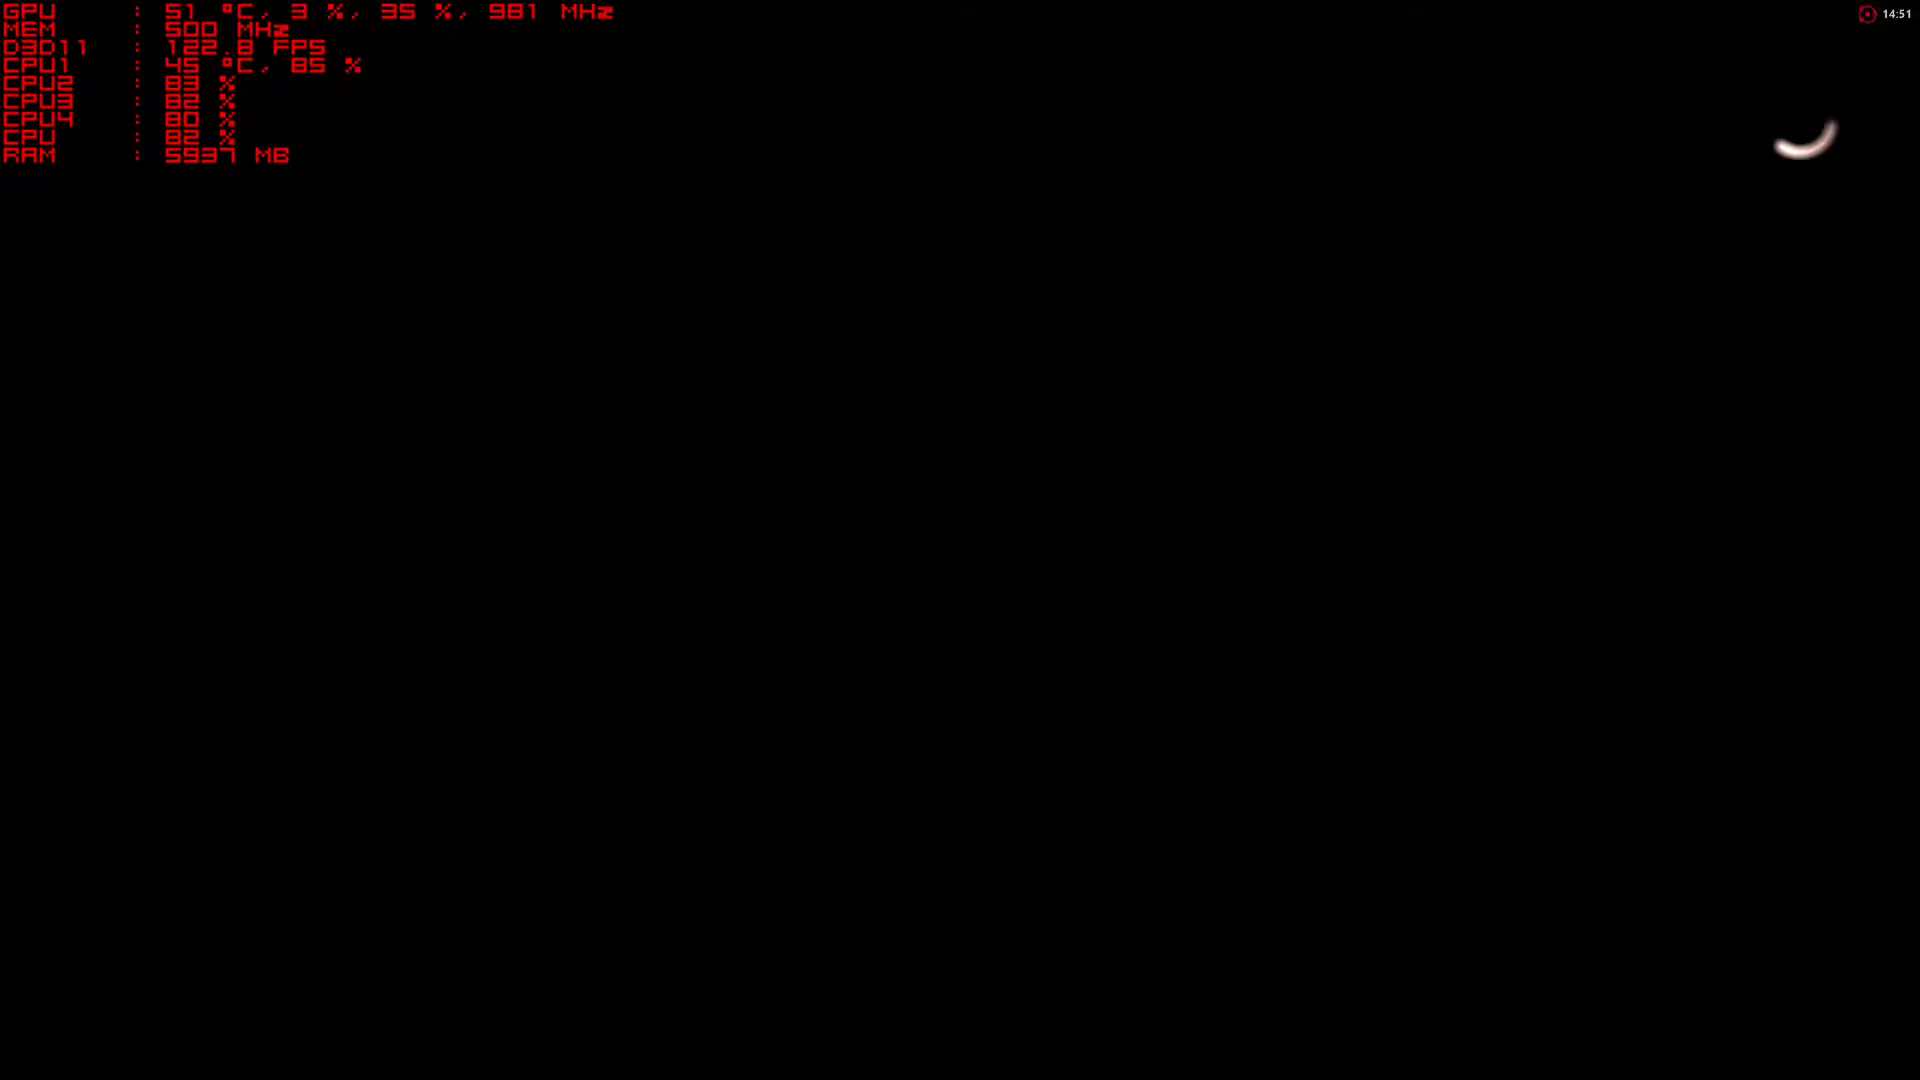 GPU : 51 °C, 3 %, 35 %, 981 MHz
MEM : 500 MHz
D3D11 : 122.8 FPS
CPU1 : 45 °C, 85 %
CPU2 : 83 %
CPU3 : 82 %
CPU4 : 80 %
CPU : 82 %
RAM : 5937 MB
14:51